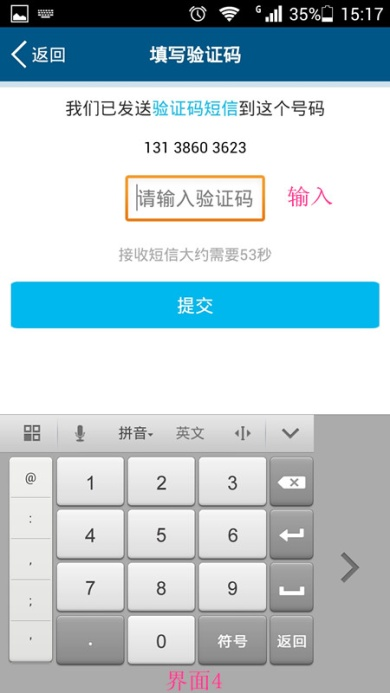 G 35% 15:17
返回 填写验证码
我们已发送验证码短信到这个号码
131 3860 3623
请输入验证码 输入
接收短信大约需要53秒
提交
拼音 英文
@ 1 2 3
: 4 5 6
, 7 8 9
;
' . 0 符号 返回
界面4